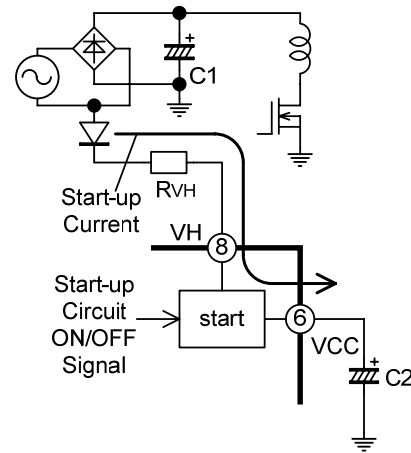 +
C1
Start-up
Current
RVH
VH
8
Start-up
Circuit
ON/OFF
Signal
start
6
VCC
+
C2